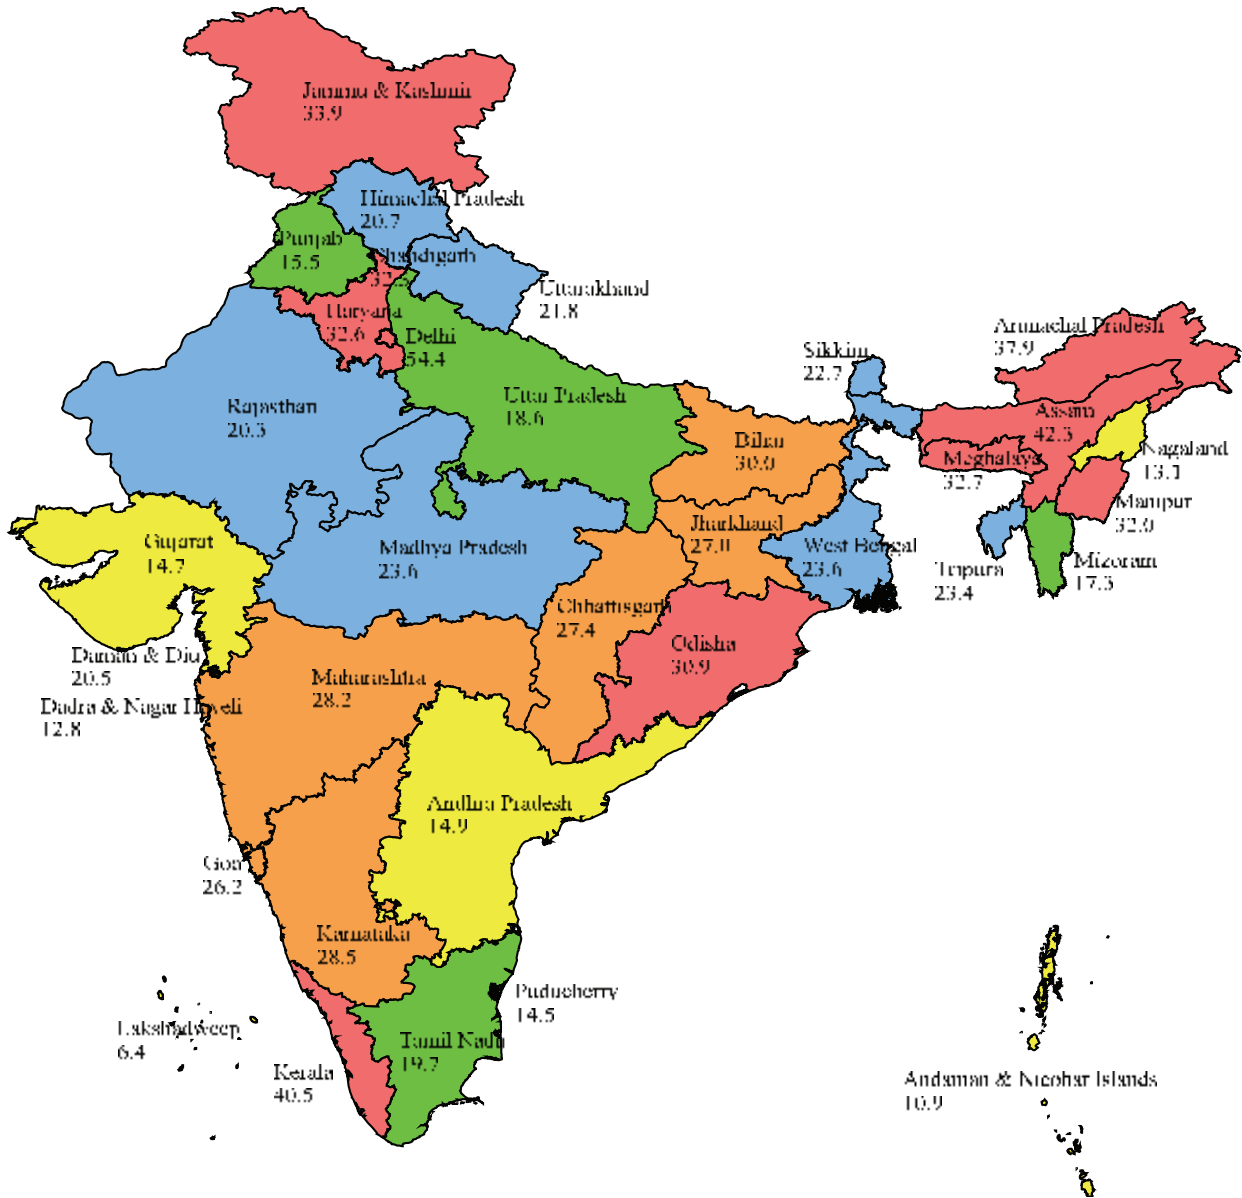 Jammu & Kashmir
33.9
Himachal Pradesh
20.7
Punjab
15.5
Chandigarh
32.5
Uttarakhand
21.8
Haryana
32.6
Delhi
54.4
Arunachal Pradesh
37.9
Sikkim
22.7
Rajasthan
20.3
Uttar Pradesh
18.6
Assam
42.3
Bihar
30.0
Nagaland
13.1
Meghalaya
32.7
Manipur
32.0
Jharkhand
27.0
Gujarat
14.7
Madhya Pradesh
23.6
West Bengal
23.6
Tripura
23.4
Mizoram
17.3
Chhattisgarh
27.4
Odisha
30.9
Daman & Diu
20.5
Maharashtra
28.2
Dadra & Nagar Haveli
12.8
Andhra Pradesh
14.9
Goa
26.2
Karnataka
28.5
Puducherry
14.5
Lakshadweep
6.4
Tamil Nadu
19.7
Kerala
40.5
Andaman & Nicobar Islands
10.9